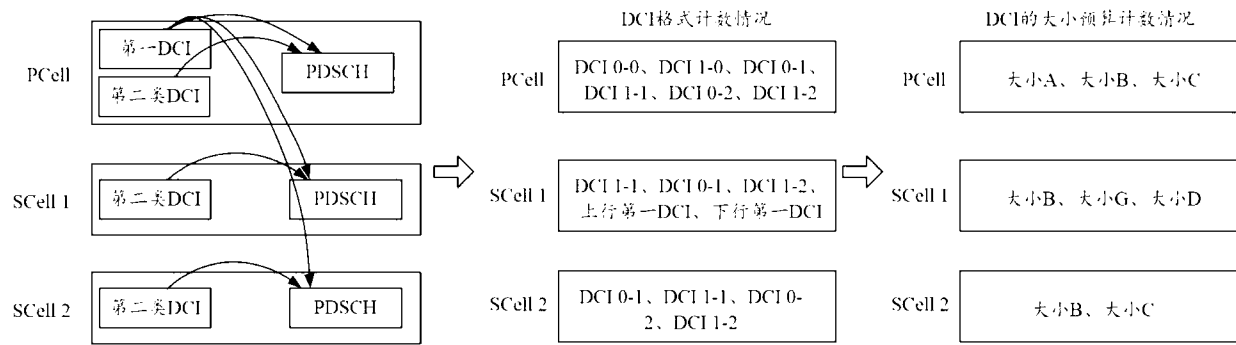 PCell
第一DCI
第二类DCI
PDSCH
SCell 1
第二类DCI
PDSCH
SCell 2
第二类DCI
PDSCH
DCI格式计数情况
PCell
DCI 0-0、DCI 1-0、DCI 0-1、
DCI 1-1、DCI 0-2、DCI 1-2
SCell 1
DCI 1-1、DCI 0-1、DCI 1-2、
上行第一DCI、下行第一DCI
SCell 2
DCI 0-1、DCI 1-1、DCI 0-
2、DCI 1-2
DCI的大小预算计数情况
PCell
大小A、大小B、大小C
SCell 1
大小B、大小G、大小D
SCell 2
大小B、大小C